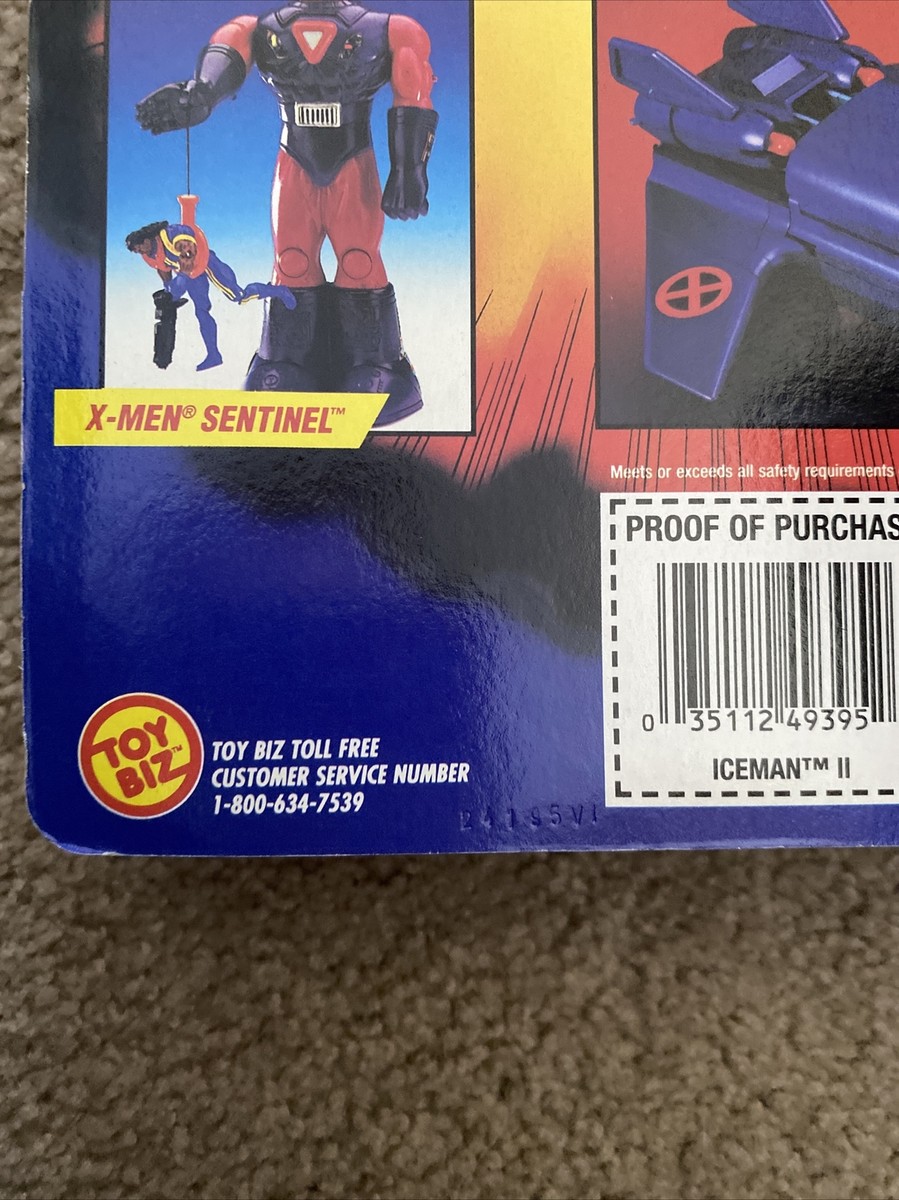 X-MEN® SENTINEL™
Meets or exceeds all safety requirements
PROOF OF PURCHAS
0 35112 49395
ICEMAN™ II
TOY BIZ™
TOY BIZ TOLL FREE
CUSTOMER SERVICE NUMBER
1-800-634-7539